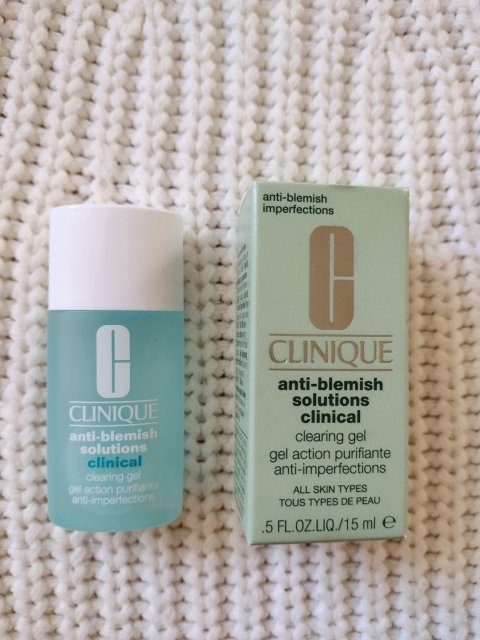 C
CLINIQUE
anti-blemish
solutions
clinical
clearing gel
gel action purifiante
anti-imperfections
anti-blemish
imperfections
C
CLINIQUE
anti-blemish
solutions
clinical
clearing gel
gel action purifiante
anti-imperfections
ALL SKIN TYPES
TOUS TYPES DE PEAU
.5 FL.OZ.LIQ./15 ml ℮